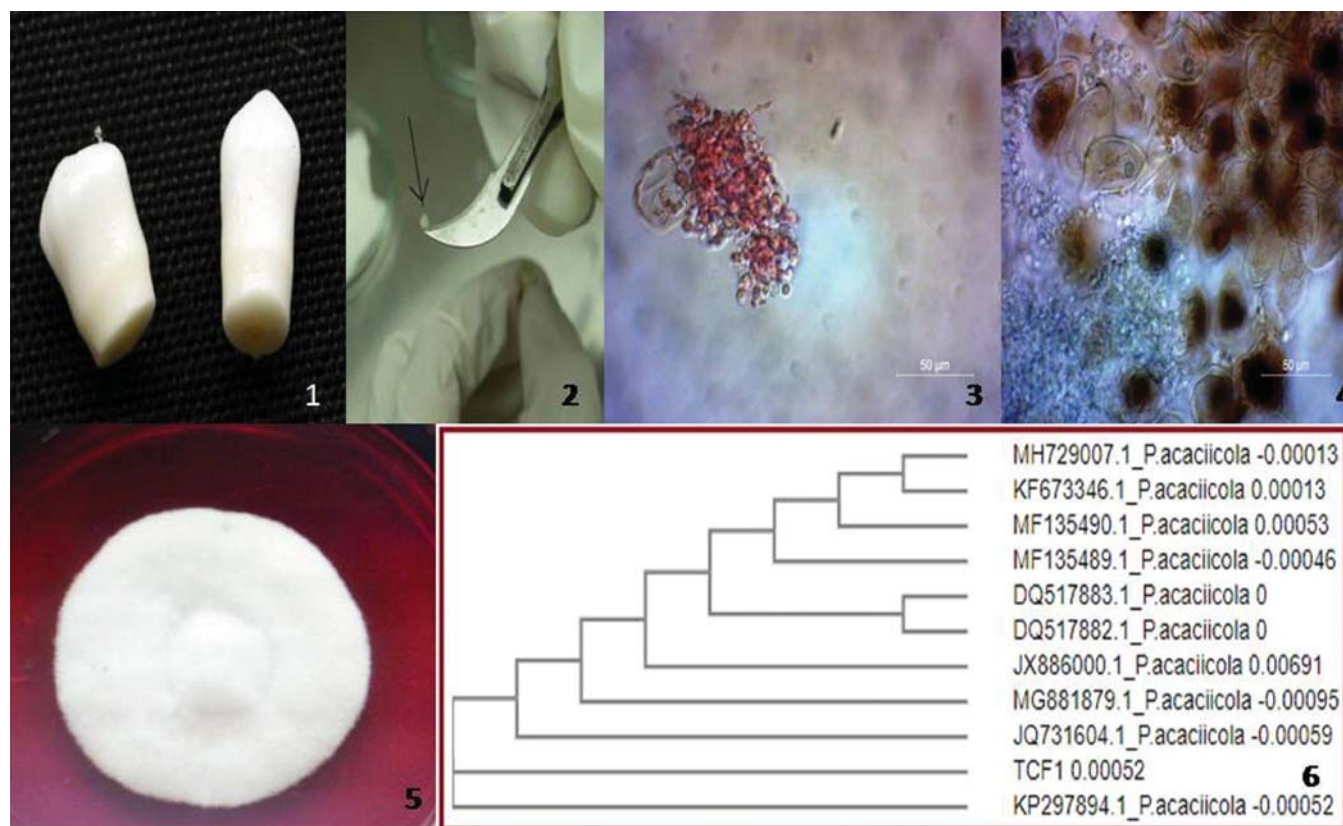 1
2
50 µm
3
50 µm
4
5
MH729007.1_P.acaciicola -0.00013
KF673346.1_P.acaciicola 0.00013
MF135490.1_P.acaciicola 0.00053
MF135489.1_P.acaciicola -0.00046
DQ517883.1_P.acaciicola 0
DQ517882.1_P.acaciicola 0
JX886000.1_P.acaciicola 0.00691
MG881879.1_P.acaciicola -0.00095
JQ731604.1_P.acaciicola -0.00059
TCF1 0.00052
6
KP297894.1_P.acaciicola -0.00052